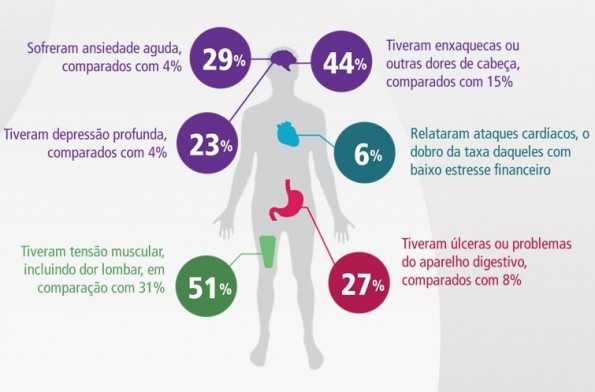 Sofreram ansiedade aguda,
comparados com 4%
29%
44%
Tiveram enxaquecas ou
outras dores de cabeça,
comparados com 15%
Tiveram depressão profunda,
comparados com 4%
23%
6%
Relataram ataques cardíacos, o
dobro da taxa daqueles com
baixo estresse financeiro
Tiveram tensão muscular,
incluindo dor lombar, em
comparação com 31%
51%
27%
Tiveram úlceras ou problemas
do aparelho digestivo,
comparados com 8%